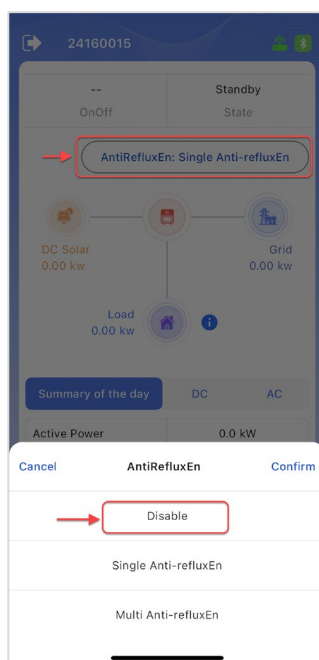 24160015
-- Standby
OnOff State
AntiRefluxEn: Single Anti-refluxEn
DC Solar Grid
0.00 kw 0.00 kw
Load
0.00 kw
Summary of the day DC AC
Active Power 0.0 kW
Cancel AntiRefluxEn Confirm
Disable
Single Anti-refluxEn
Multi Anti-refluxEn